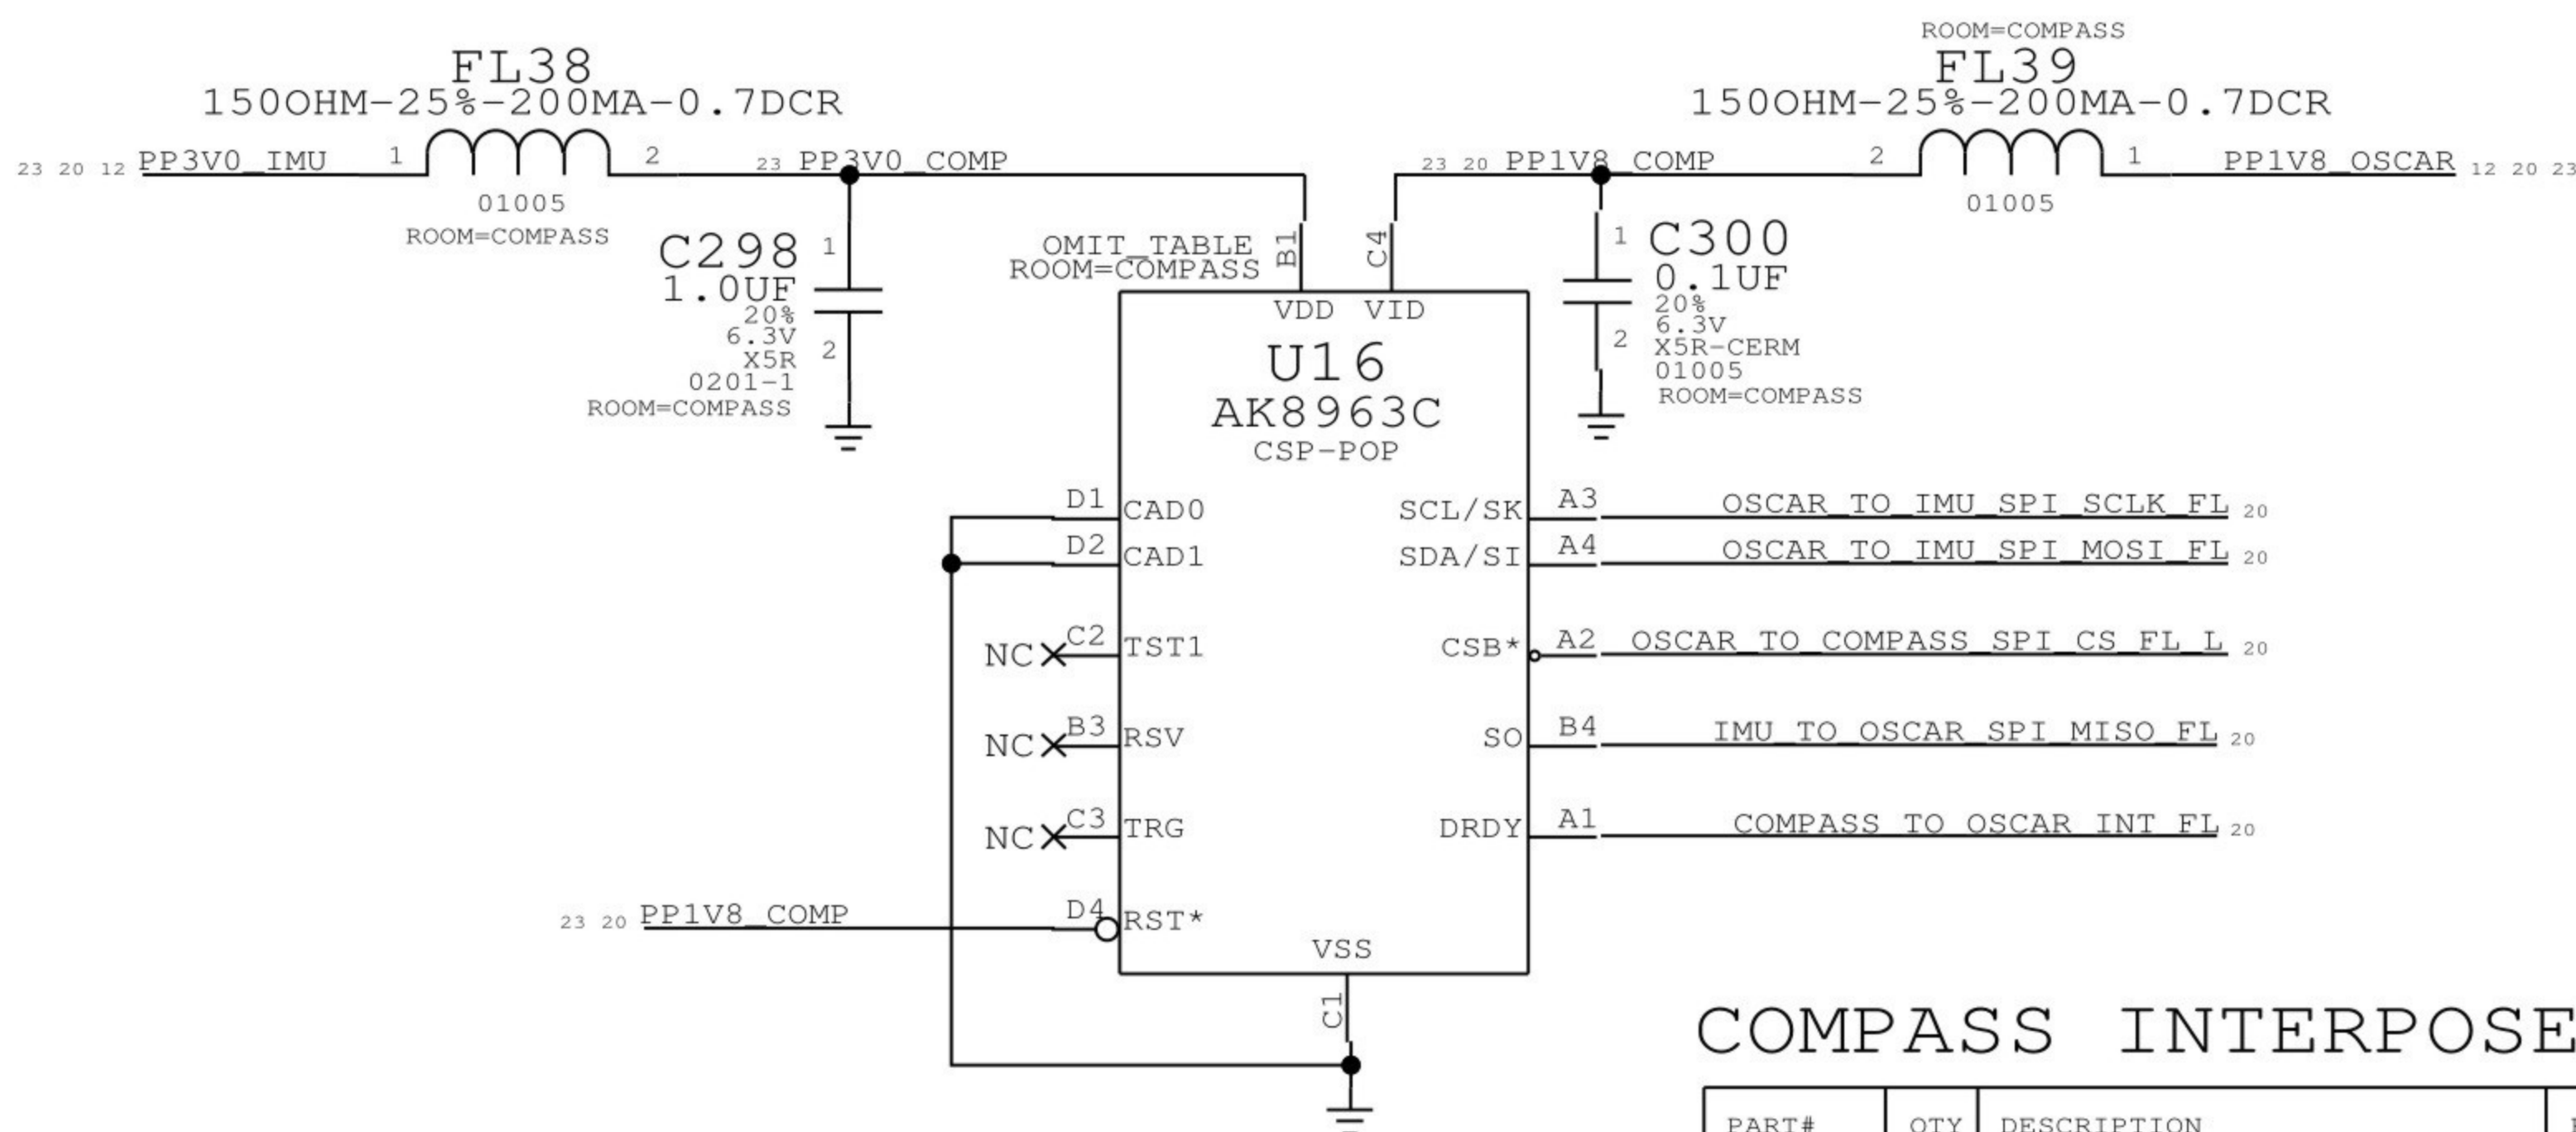 ROOM=COMPASS
FL38
150OHM-25%-200MA-0.7DCR
FL39
150OHM-25%-200MA-0.7DCR
23 20 12 PP3V0_IMU 1 2 23 PP3V0_COMP
23 20 PP1V8_COMP 2 1 PP1V8_OSCAR 12 20 23
01005
ROOM=COMPASS
01005
C298 1
1.0UF
20%
6.3V
X5R 2
0201-1
ROOM=COMPASS
OMIT_TABLE
ROOM=COMPASS
B1
C4
1 C300
0.1UF
20%
6.3V
2 X5R-CERM
01005
ROOM=COMPASS
VDD VID
U16
AK8963C
CSP-POP
D1 CAD0
D2 CAD1
NC C2 TST1
NC B3 RSV
NC C3 TRG
23 20 PP1V8_COMP D4 RST*
SCL/SK A3 OSCAR_TO_IMU_SPI_SCLK_FL 20
SDA/SI A4 OSCAR_TO_IMU_SPI_MOSI_FL 20
CSB* A2 OSCAR_TO_COMPASS_SPI_CS_FL_L 20
SO B4 IMU_TO_OSCAR_SPI_MISO_FL 20
DRDY A1 COMPASS_TO_OSCAR_INT_FL 20
VSS
C1
COMPASS INTERPOSE
PART# QTY DESCRIPTION